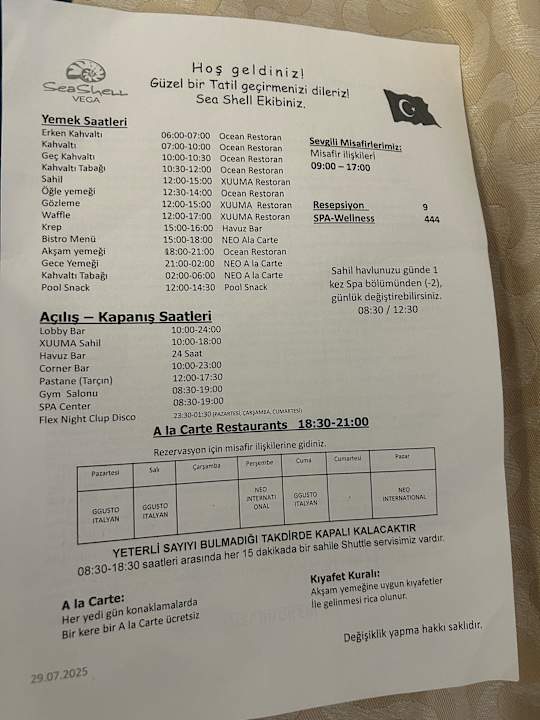 SeaShell
VEGA
Hoş geldiniz!
Güzel bir Tatil geçirmenizi dileriz!
Sea Shell Ekibiniz.
Yemek Saatleri
Erken Kahvaltı 06:00-07:00 Ocean Restoran
Kahvaltı 07:00-10:00 Ocean Restoran
Geç Kahvaltı 10:00-10:30 Ocean Restoran
Kahvaltı Tabağı 10:30-12:00 Ocean Restoran
Sahil 12:00-15:00 XUUMA Restoran
Öğle yemeği 12:30-14:00 Ocean Restoran
Gözleme 12:00-15:00 XUUMA Restoran
Waffle 12:00-17:00 XUUMA Restoran
Krep 15:00-16:00 Havuz Bar
Bistro Menü 15:00-18:00 NEO Ala Carte
Akşam yemeği 18:00-21:00 Ocean Restoran
Gece Yemeği 21:00-02:00 NEO A la Carte
Kahvaltı Tabağı 02:00-06:00 NEO A la Carte
Pool Snack 12:00-14:30 Pool Snack
Sevgili Misafirlerimiz:
Misafir ilişkileri
09:00 – 17:00
Resepsiyon 9
SPA-Wellness 444
Sahil havlunuzu günde 1
kez Spa bölümünden (-2),
günlük değiştirebilirsiniz.
08:30 / 12:30
Açılış – Kapanış Saatleri
Lobby Bar 10:00-24:00
XUUMA Sahil 10:00-18:00
Havuz Bar 24 Saat
Corner Bar 10:00-23:00
Pastane (Tarçın) 12:00-17:30
Gym Salonu 08:30-19:00
SPA Center 08:30-19:00
Flex Night Clup Disco 23:30-01:30 (PAZARTESİ, ÇARŞAMBA, CUMARTESİ)
A la Carte Restaurants 18:30-21:00
Rezervasyon için misafir ilişkilerine gidiniz.
Pazartesi Salı Çarşamba Perşembe Cuma Cumartesi Pazar
GGUSTO ITALYAN GGUSTO ITALYAN NEO INTERNATI ONAL GGUSTO ITALYAN NEO INTERNATIONAL
YETERLİ SAYIYI BULMADIĞI TAKDİRDE KAPALI KALACAKTIR
08:30-18:30 saatleri arasında her 15 dakikada bir sahile Shuttle servisimiz vardır.
A la Carte:
Her yedi gün konaklamalarda
Bir kere bir A la Carte ücretsiz
Kıyafet Kuralı:
Akşam yemeğine uygun kıyafetler
İle gelinmesi rica olunur.
Değişiklik yapma hakkı saklıdır.
29.07.2025